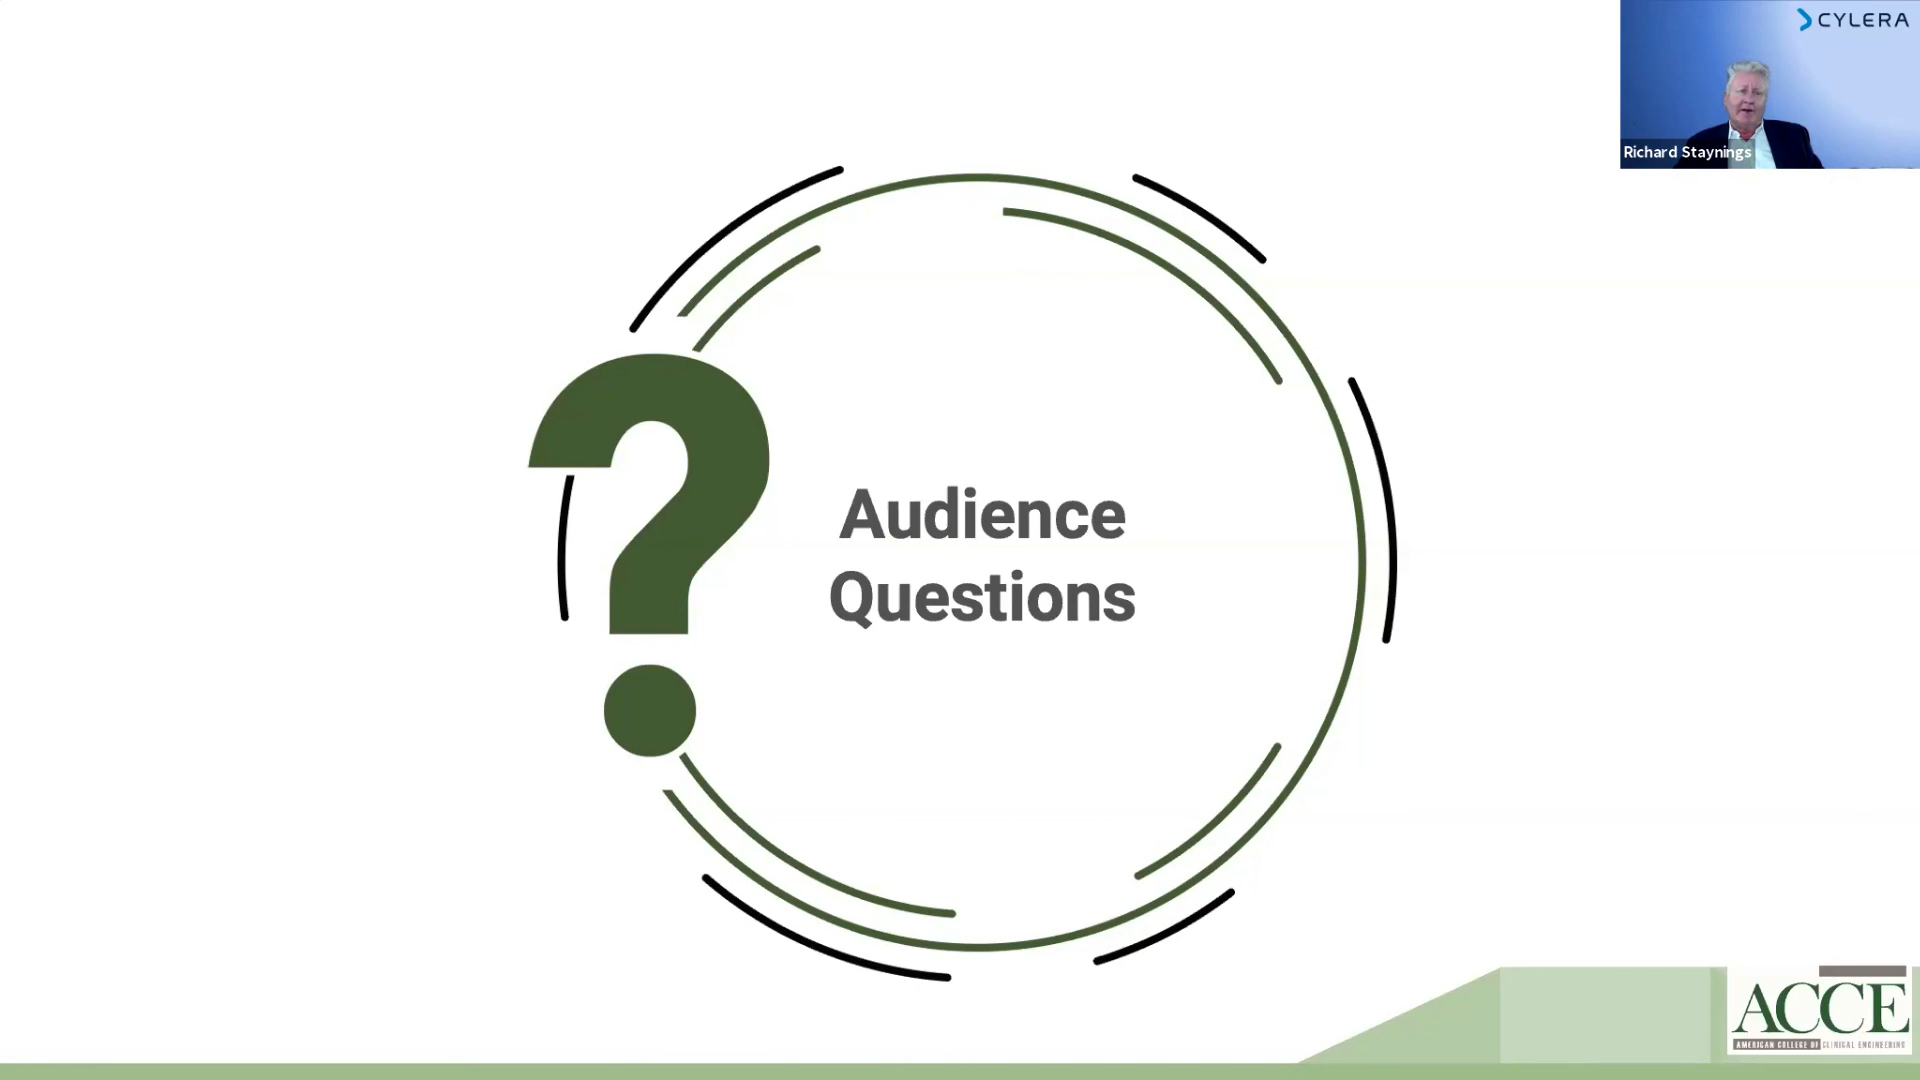 CYLERA
Richard Staynings
?
Audience
Questions
ACCE
AMERICAN COLLEGE OF CLINICAL ENGINEERING